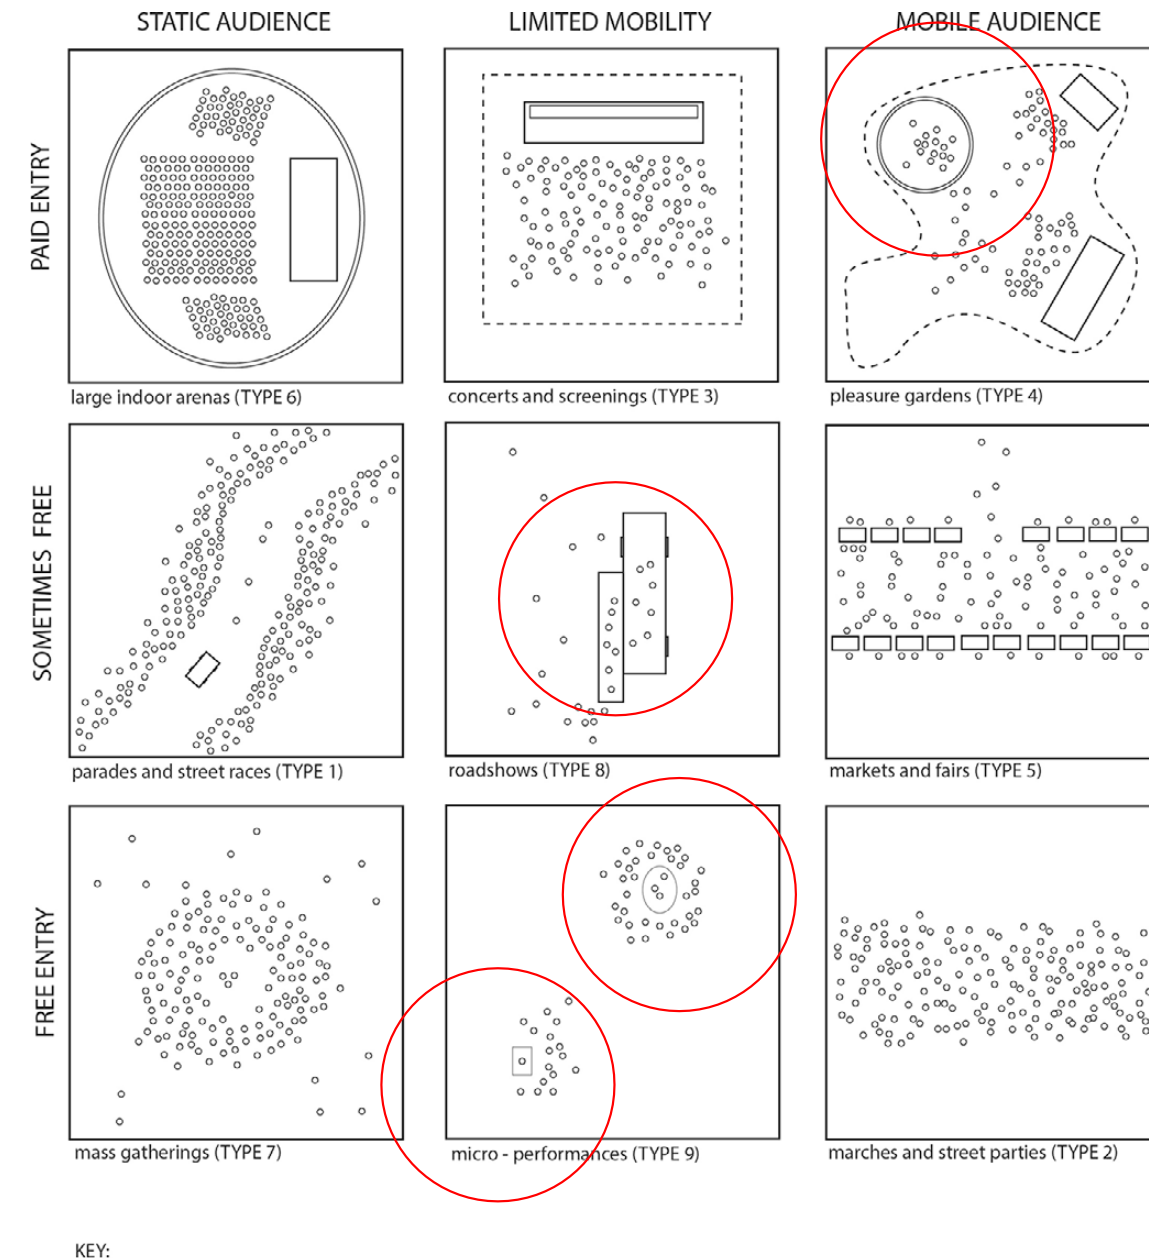 STATIC AUDIENCE
LIMITED MOBILITY
MOBILE AUDIENCE
PAID ENTRY
large indoor arenas (TYPE 6)
concerts and screenings (TYPE 3)
pleasure gardens (TYPE 4)
SOMETIMES FREE
parades and street races (TYPE 1)
roadshows (TYPE 8)
markets and fairs (TYPE 5)
FREE ENTRY
mass gatherings (TYPE 7)
micro - performances (TYPE 9)
marches and street parties (TYPE 2)
KEY: